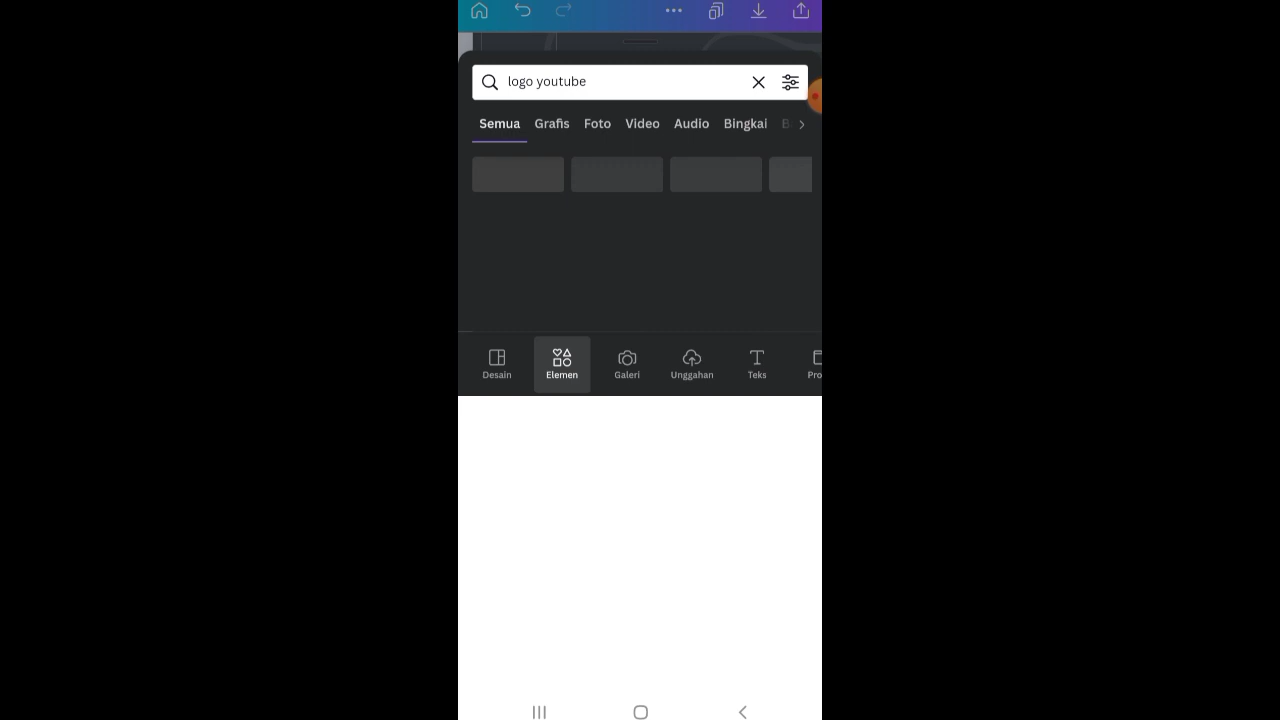 logo youtube
Semua Grafis Foto Video Audio Bingkai
Desain Elemen Galeri Unggahan Teks